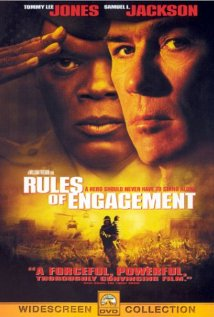 TOMMY LEE SAMUEL L.
JONES JACKSON
A HERO SHOULD NEVER HAVE TO STAND ALONE
RULES
OF ENGAGEMENT
"A FORCEFUL, POWERFUL,
THOROUGHLY CONVINCING FILM."
WIDESCREEN DVD COLLECTION